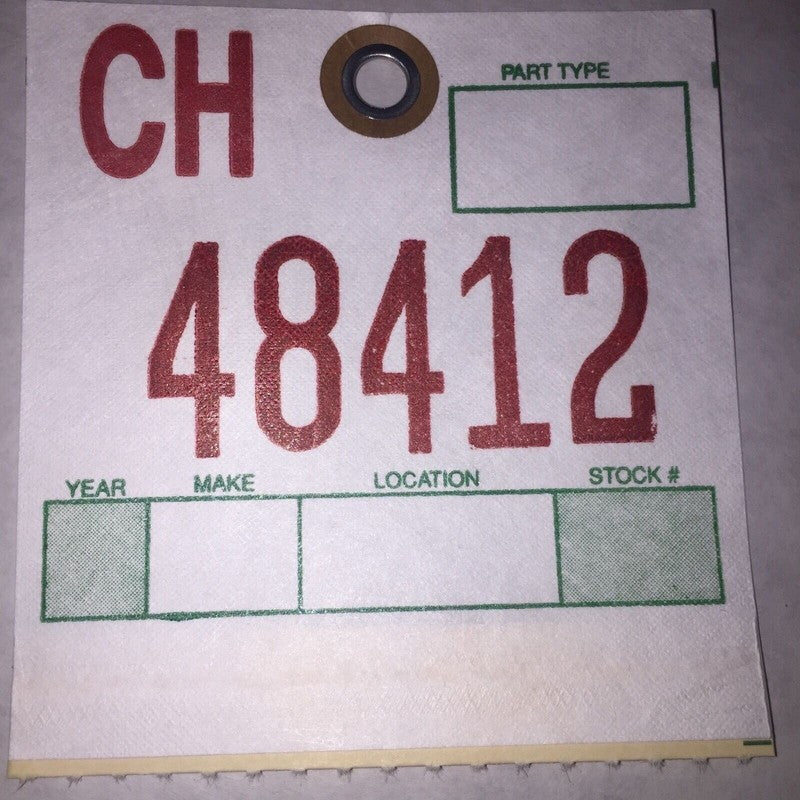 CH
PART TYPE
48412
YEAR MAKE LOCATION STOCK #